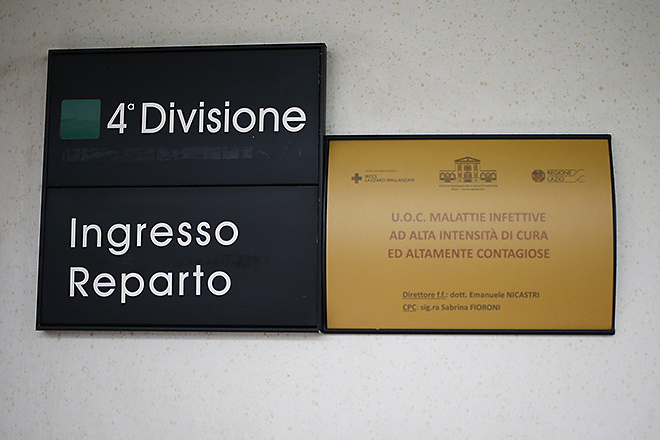 4ª Divisione
Ingresso
Reparto
IRCCS
LAZZARO SPALLANZANI
REGIONE
LAZIO
U.O.C. MALATTIE INFETTIVE
AD ALTA INTENSITÀ DI CURA
ED ALTAMENTE CONTAGIOSE
Direttore f.f.: dott. Emanuele NICASTRI
CPC: sig.ra Sabrina FIORONI